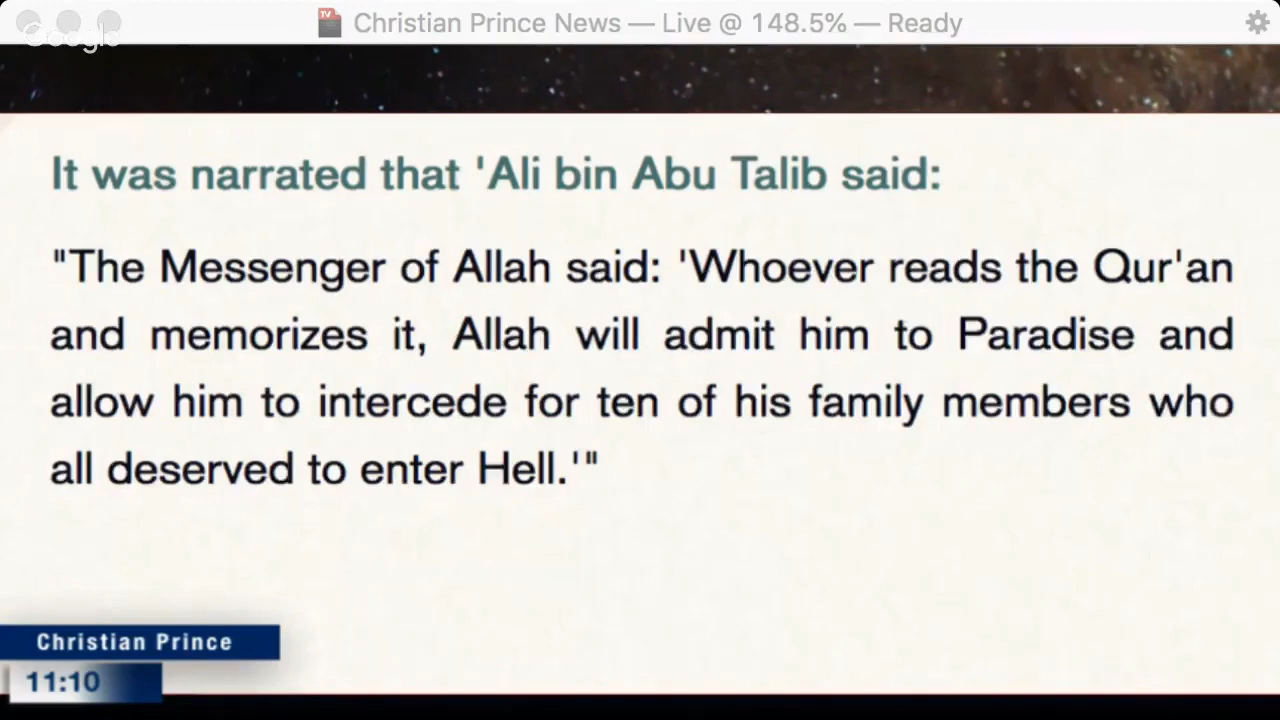 Google
TV Christian Prince News — Live @ 148.5% — Ready
It was narrated that 'Ali bin Abu Talib said:
"The Messenger of Allah said: 'Whoever reads the Qur'an
and memorizes it, Allah will admit him to Paradise and
allow him to intercede for ten of his family members who
all deserved to enter Hell.'"
Christian Prince
11:10